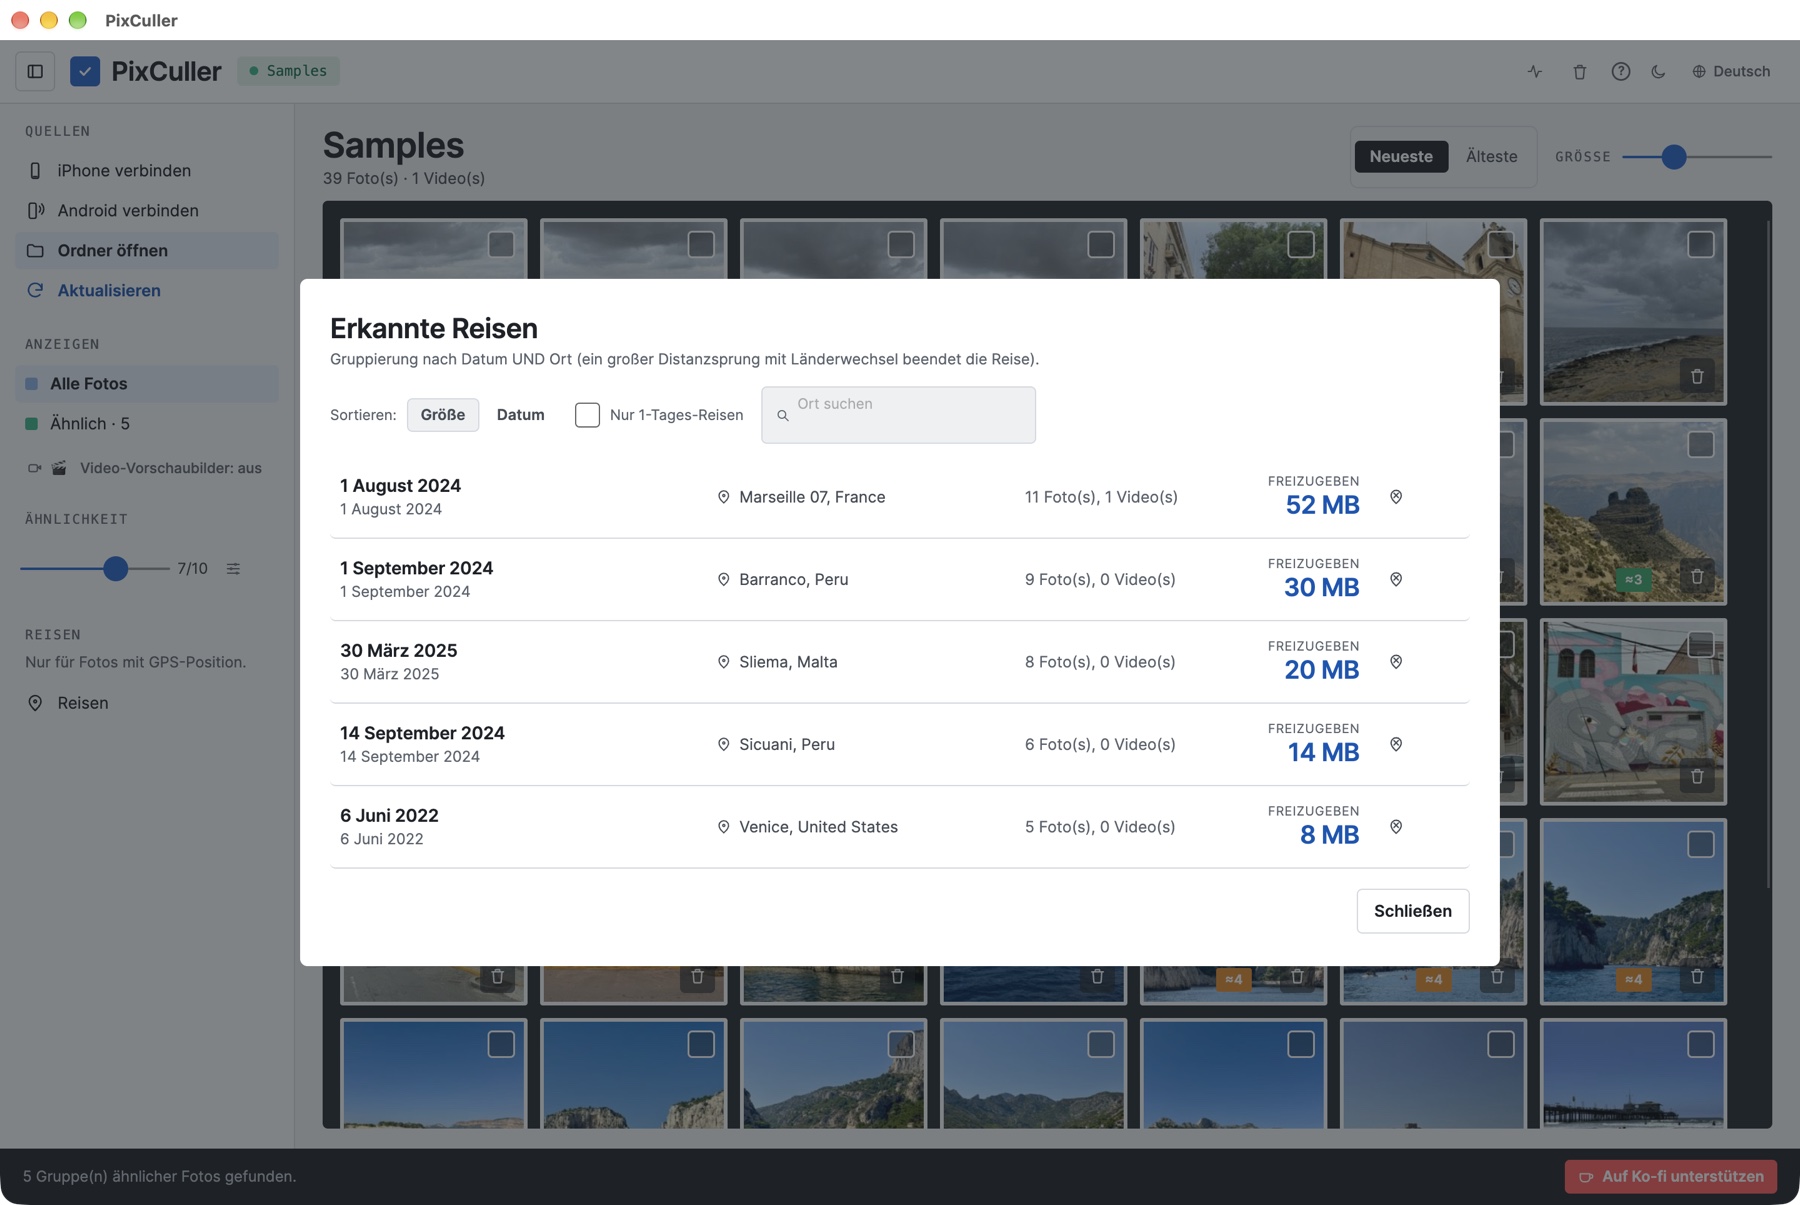 PixCuller
PixCuller
Samples
Deutsch
QUELLEN
iPhone verbinden
Android verbinden
Ordner öffnen
Aktualisieren
ANZEIGEN
Alle Fotos
Ähnlich · 5
Video-Vorschaubilder: aus
ÄHNLICHKEIT
7/10
REISEN
Nur für Fotos mit GPS-Position.
Reisen
Samples
39 Foto(s) · 1 Video(s)
Neueste
Älteste
GRÖSSE
Erkannte Reisen
Gruppierung nach Datum UND Ort (ein großer Distanzsprung mit Länderwechsel beendet die Reise).
Sortieren:
Größe
Datum
Nur 1-Tages-Reisen
Ort suchen
1 August 2024
1 August 2024
Marseille 07, France
11 Foto(s), 1 Video(s)
FREIZUGEBEN
52 MB
1 September 2024
1 September 2024
Barranco, Peru
9 Foto(s), 0 Video(s)
FREIZUGEBEN
30 MB
30 März 2025
30 März 2025
Sliema, Malta
8 Foto(s), 0 Video(s)
FREIZUGEBEN
20 MB
14 September 2024
14 September 2024
Sicuani, Peru
6 Foto(s), 0 Video(s)
FREIZUGEBEN
14 MB
6 Juni 2022
6 Juni 2022
Venice, United States
5 Foto(s), 0 Video(s)
FREIZUGEBEN
8 MB
Schließen
≈3
≈4
≈4
≈4
5 Gruppe(n) ähnlicher Fotos gefunden.
Auf Ko-fi unterstützen